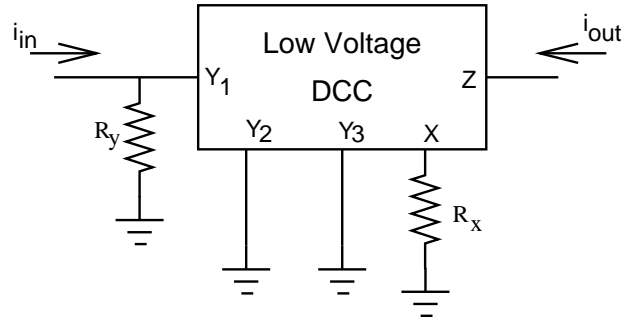 i_in
Low Voltage
DCC
i_out
Y_1
Z
Y_2
Y_3
X
R_y
R_x